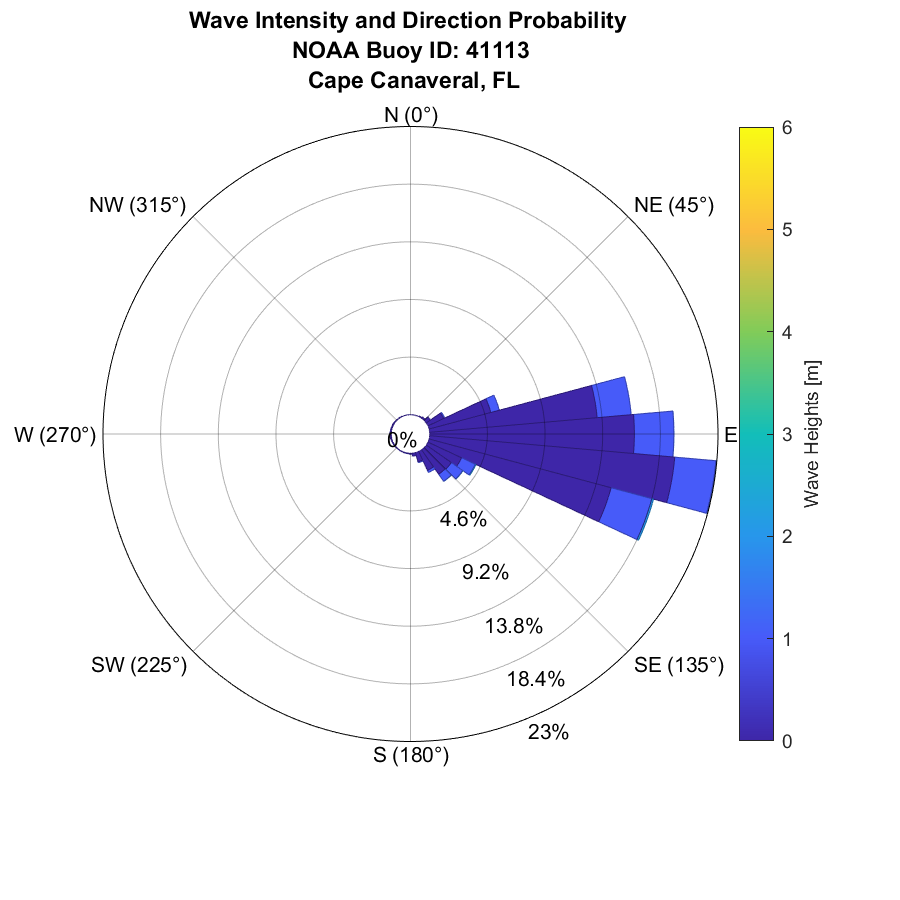 Wave Intensity and Direction Probability
NOAA Buoy ID: 41113
Cape Canaveral, FL
N (0°)
NW (315°)
NE (45°)
W (270°)
E
0%
4.6%
9.2%
13.8%
18.4%
23%
SW (225°)
SE (135°)
S (180°)
6
5
4
3
2
1
0
Wave Heights [m]